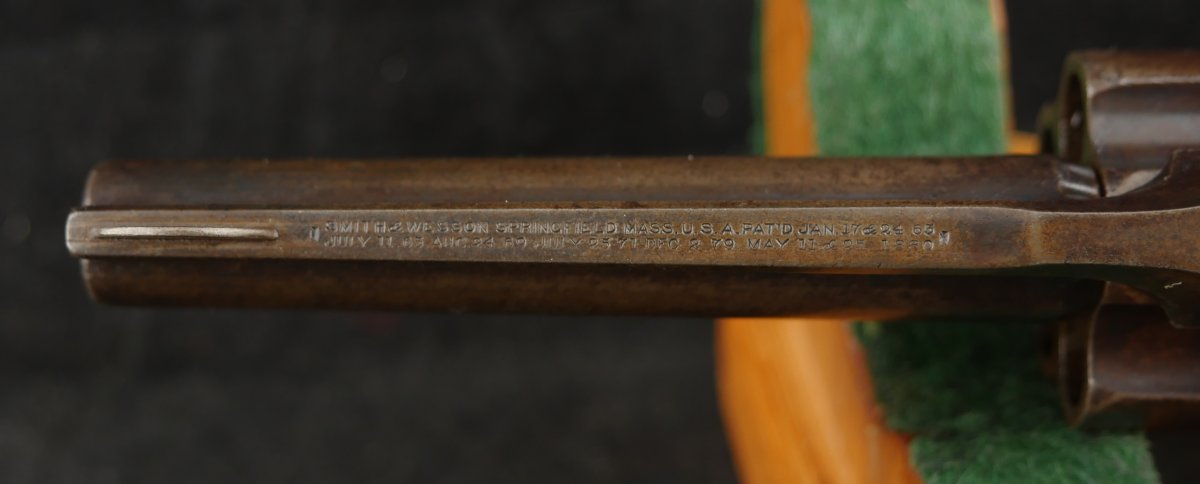 SMITH & WESSON SPRINGFIELD MASS. U.S.A. PAT'D JAN. 17 & 24 65
JULY 11 65 AUG. 24 69 JULY 25 71 DEC. 2 79 MAY 11 & 25 1880